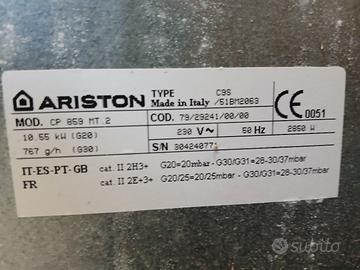 ARISTON
TYPE C9S
Made in Italy /51BM2063
CE 0051
MOD. CP 859 MT.2
COD. 79/29241/00/00
10.55 kW (G20)
230 V~ 50 Hz 2850 W
767 g/h (G30)
S/N 304240771
IT-ES-PT-GB cat. II 2H3+ G20=20mbar - G30/G31=28-30/37mbar
FR cat. II 2E+3+ G20/25=20/25mbar - G30/G31=28-30/37mbar
subito